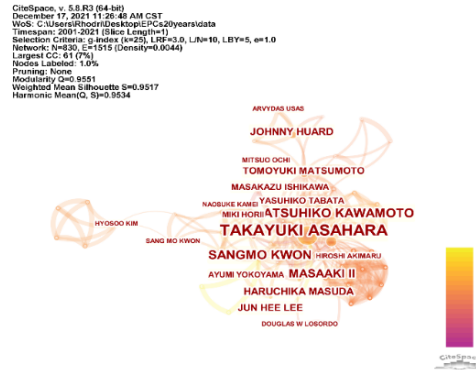 CiteSpace, v. 5.8.R3 (64-bit)
December 17, 2021 11:26:48 AM CST
WoS: C:\Users\Rhodri\Desktop\EPCs20years\data
Timespan: 2001-2021 (Slice Length=1)
Selection Criteria: g-index (k=25), LRF=3.0, L/N=10, LBY=5, e=1.0
Network: N=830, E=1515 (Density=0.0044)
Largest CC: 61 (7%)
Nodes Labeled: 1.0%
Pruning: None
Modularity Q=0.9551
Weighted Mean Silhouette S=0.9517
Harmonic Mean(Q, S)=0.9534
ARVYDAS USAS
JOHNNY HUARD
MITSUO OCHI
TOMOYUKI MATSUMOTO
MASAKAZU ISHIKAWA
YASUHIKO TABATA
NAOSUKE KAMEI
MIKI HORII
ATSUHIKO KAWAMOTO
HYOSOO KIM
TAKAYUKI ASAHARA
SANG MO KWON
SANGMO KWON
HIROSHI AKIMARU
AYUMI YOKOYAMA
MASAAKI II
HARUCHIKA MASUDA
JUN HEE LEE
DOUGLAS W LOSORDO
CiteSpace